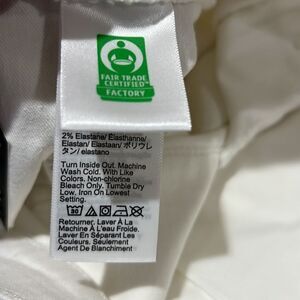 FAIR TRADE
CERTIFIED™
FACTORY
2% Elastane/ Elasthanne/
Elastan/ Elastaan/ ポリウレ
タン/ elastano
Turn Inside Out. Machine
Wash Cold. With Like
Colors. Non-chlorine
Bleach Only. Tumble Dry
Low. Iron On Lowest
Setting.
Retourner. Laver À La
Machine À L'eau Froide.
Laver En Séparant Les
Couleurs. Seulement
Agent De Blanchiment